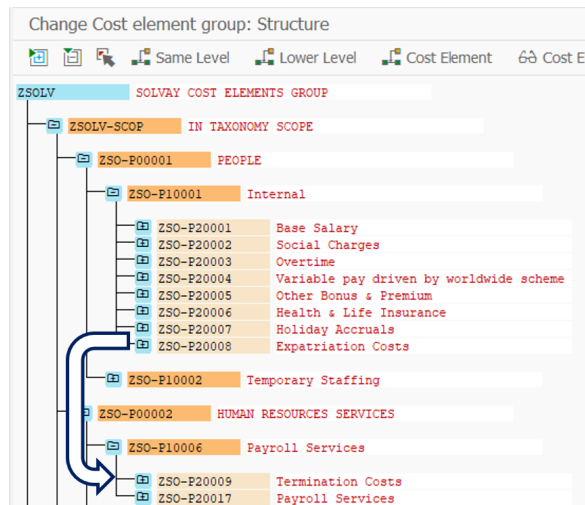 Change Cost element group: Structure
Same Level Lower Level Cost Element Cost E
ZSOLV SOLVAY COST ELEMENTS GROUP
ZSOLV-SCOP IN TAXONOMY SCOPE
ZSO-P00001 PEOPLE
ZSO-P10001 Internal
ZSO-P20001 Base Salary
ZSO-P20002 Social Charges
ZSO-P20003 Overtime
ZSO-P20004 Variable pay driven by worldwide scheme
ZSO-P20005 Other Bonus & Premium
ZSO-P20006 Health & Life Insurance
ZSO-P20007 Holiday Accruals
ZSO-P20008 Expatriation Costs
ZSO-P10002 Temporary Staffing
ZSO-P00002 HUMAN RESOURCES SERVICES
ZSO-P10006 Payroll Services
ZSO-P20009 Termination Costs
ZSO-P20017 Payroll Services